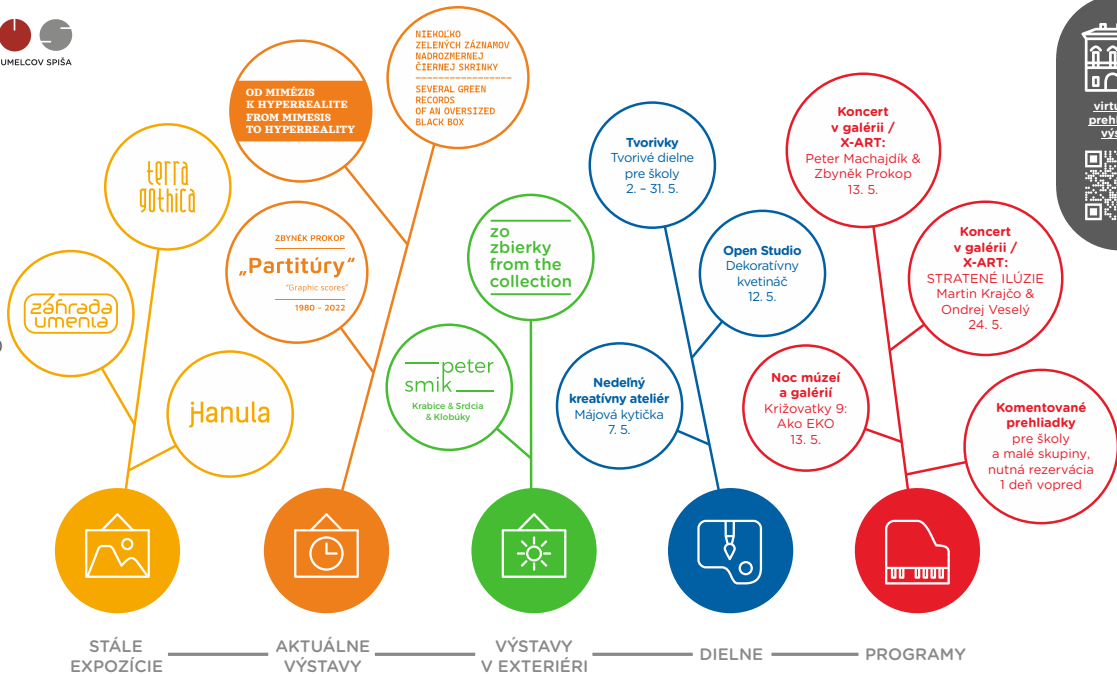 UMELCOV SPIŠA
terra
gothica
záhrada
umenia
Hanula
OD MIMÉZIS
K HYPERREALITE
FROM MIMESIS
TO HYPERREALITY
NIEKOĽKO
ZELENÝCH ZÁZNAMOV
NADROZMERNEJ
ČIERNEJ SKRINKY
SEVERAL GREEN
RECORDS
OF AN OVERSIZED
BLACK BOX
ZBYNĚK PROKOP
„Partitúry“
"Graphic scores"
1980 – 2022
zo
zbierky
from the
collection
peter
smik
Krabice & Srdcia
& Klobúky
Tvorivky
Tvorivé dielne
pre školy
2. – 31. 5.
Open Studio
Dekoratívny
kvetináč
12. 5.
Nedeľný
kreatívny ateliér
Májová kytička
7. 5.
Koncert
v galérii /
X-ART:
Peter Machajdík &
Zbyněk Prokop
13. 5.
Koncert
v galérii /
X-ART:
STRATENÉ ILÚZIE
Martin Krajčo &
Ondrej Veselý
24. 5.
Noc múzeí
a galérií
Križovatky 9:
Ako EKO
13. 5.
Komentované
prehliadky
pre školy
a malé skupiny,
nutná rezervácia
1 deň vopred
STÁLE
EXPOZÍCIE
AKTUÁLNE
VÝSTAVY
VÝSTAVY
V EXTERIÉRI
DIELNE
PROGRAMY